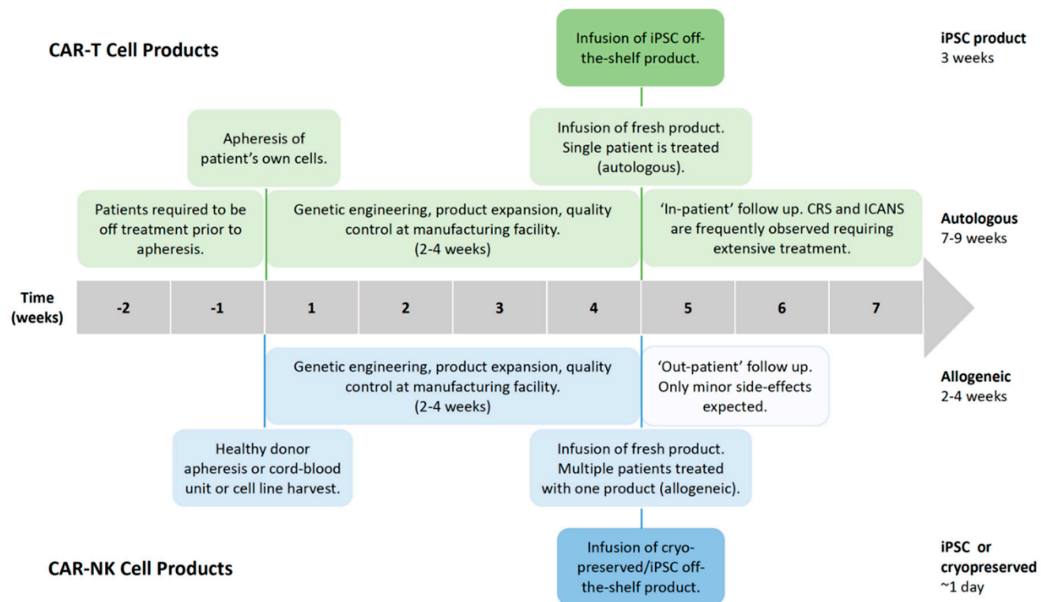 CAR-T Cell Products
Infusion of iPSC off-
the-shelf product.
iPSC product
3 weeks
Apheresis of
patient’s own cells.
Infusion of fresh product.
Single patient is treated
(autologous).
Patients required to be
off treatment prior to
apheresis.
Genetic engineering, product expansion, quality
control at manufacturing facility.
(2-4 weeks)
‘In-patient’ follow up. CRS and ICANS
are frequently observed requiring
extensive treatment.
Autologous
7-9 weeks
Time
(weeks)
-2 -1 1 2 3 4 5 6 7
Genetic engineering, product expansion, quality
control at manufacturing facility.
(2-4 weeks)
‘Out-patient’ follow up.
Only minor side-effects
expected.
Allogeneic
2-4 weeks
Healthy donor
apheresis or cord-blood
unit or cell line harvest.
Infusion of fresh product.
Multiple patients treated
with one product (allogeneic).
CAR-NK Cell Products
Infusion of cryo-
preserved/iPSC off-
the-shelf product.
iPSC or
cryopreserved
~1 day